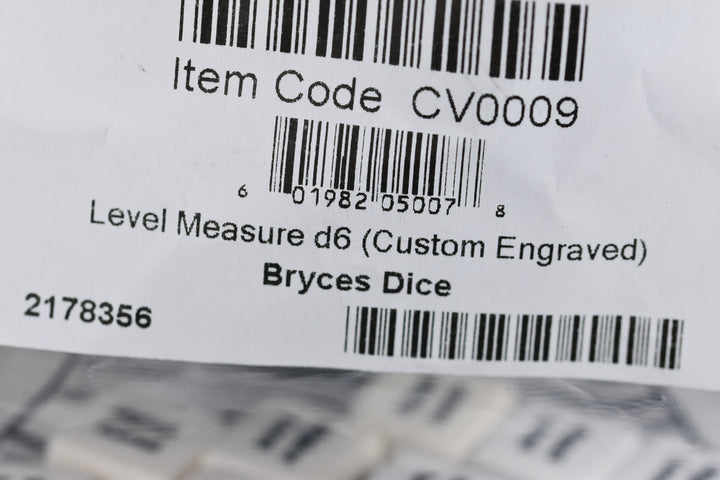 Item Code CV0009
6 01982 05007 8
Level Measure d6 (Custom Engraved)
Bryces Dice
2178356